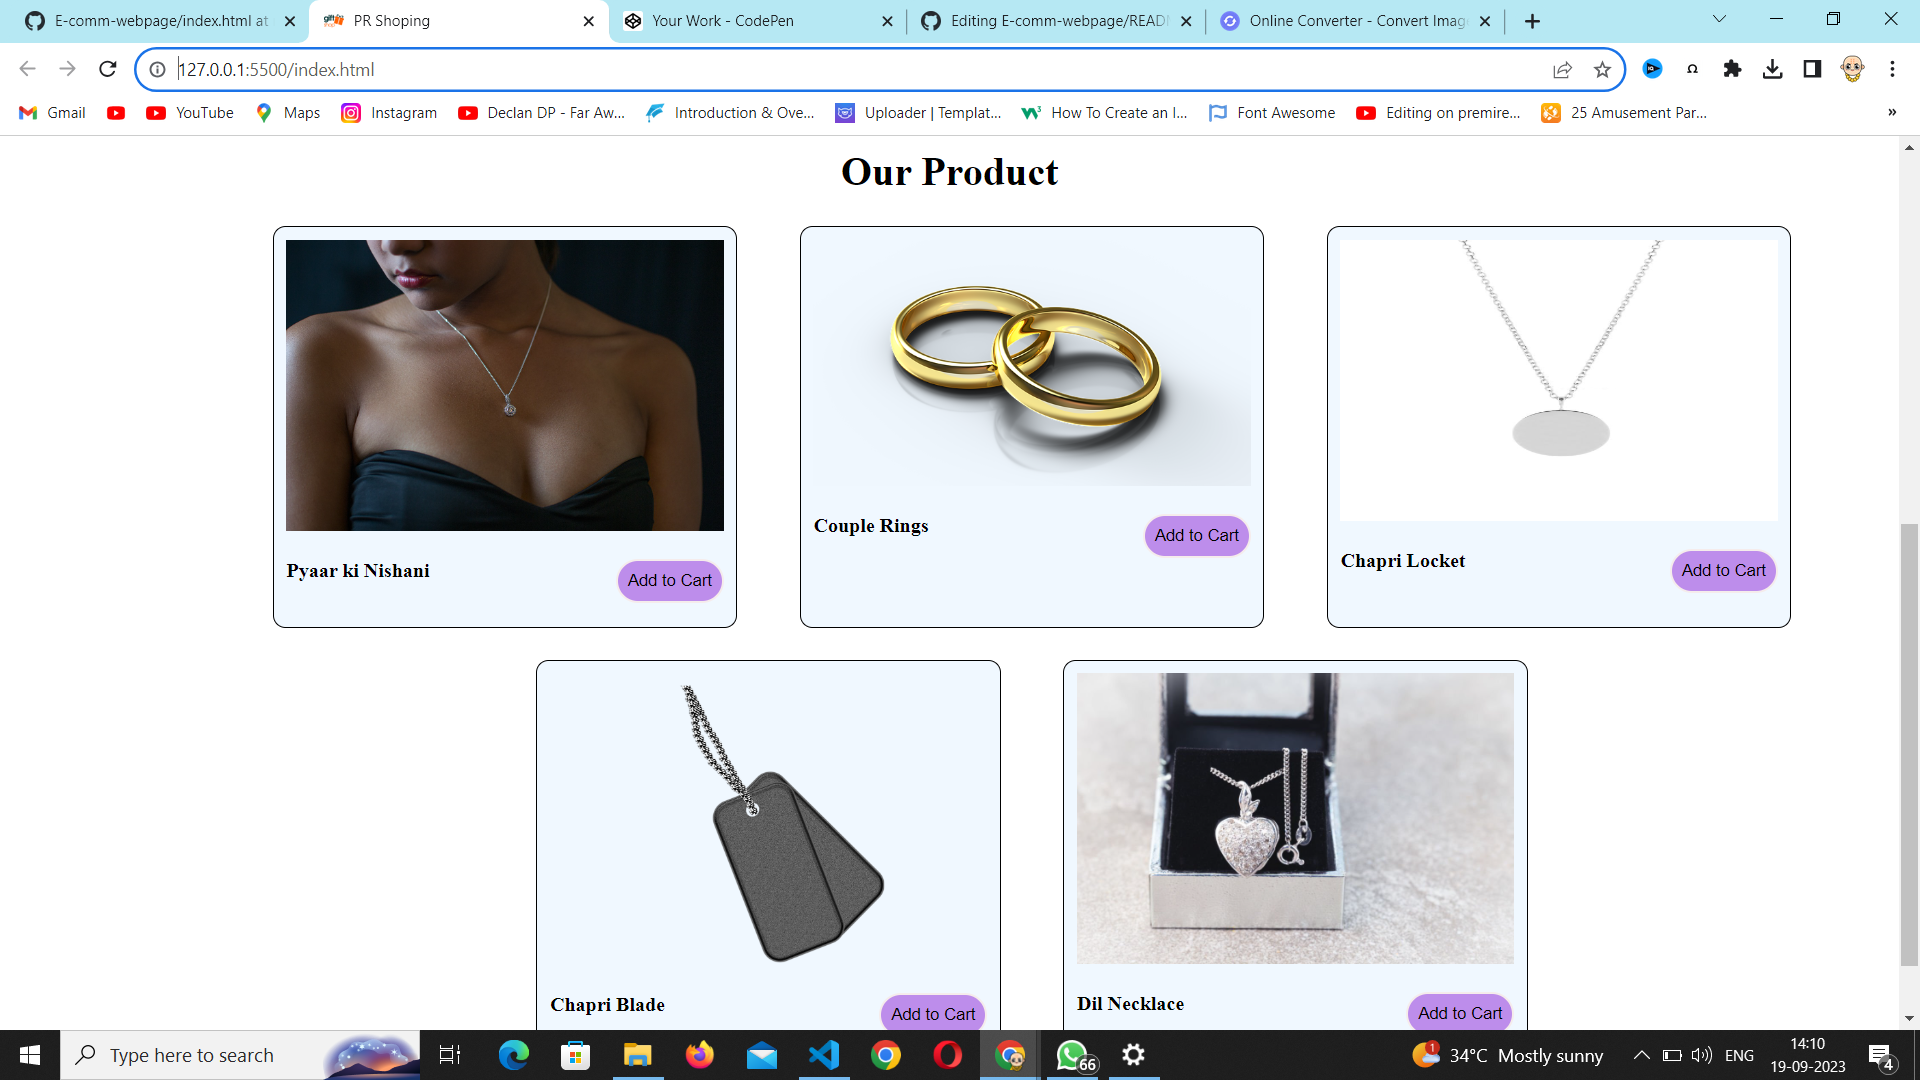 E-comm-webpage/index.html at
PR Shoping
Your Work - CodePen
Editing E-comm-webpage/READ
Online Converter - Convert Imag
127.0.0.1:5500/index.html
Gmail
YouTube
Maps
Instagram
Declan DP - Far Aw...
Introduction & Ove...
Uploader | Templat...
How To Create an I...
Font Awesome
Editing on premire...
25 Amusement Par...
»
Our Product
Pyaar ki Nishani
Add to Cart
Couple Rings
Add to Cart
Chapri Locket
Add to Cart
Chapri Blade
Add to Cart
Dil Necklace
Add to Cart
Type here to search
66
1
34°C Mostly sunny
ENG
14:10
19-09-2023
4